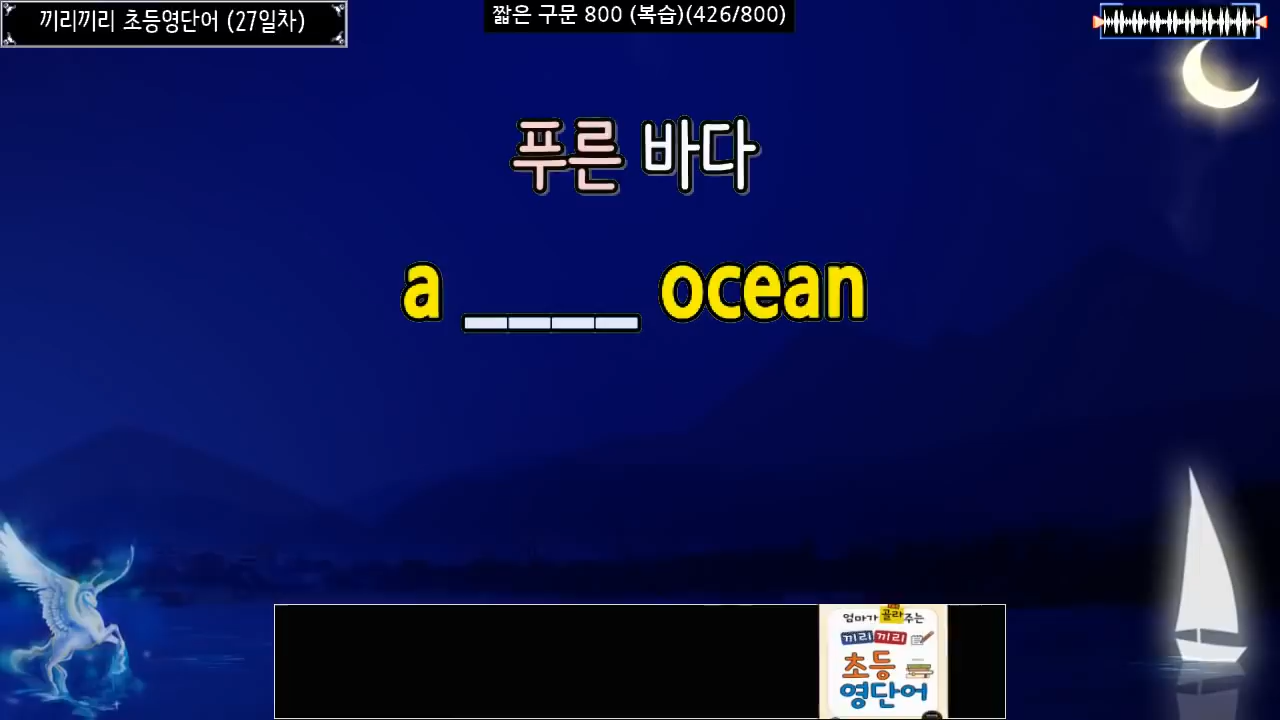 끼리끼리 초등영단어 (27일차)
짧은 구문 800 (복습)(426/800)
푸른 바다
a ____ ocean
엄마가 골라주는
끼리끼리
초등
영단어